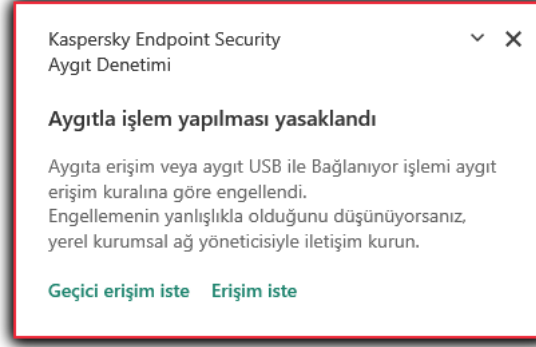 Kaspersky Endpoint Security
Aygıt Denetimi
Aygıtla işlem yapılması yasaklandı
Aygıta erişim veya aygıt USB ile Bağlanıyor işlemi aygıt
erişim kuralına göre engellendi.
Engellemenin yanlışlıkla olduğunu düşünüyorsanız,
yerel kurumsal ağ yöneticisiyle iletişim kurun.
Geçici erişim iste Erişim iste